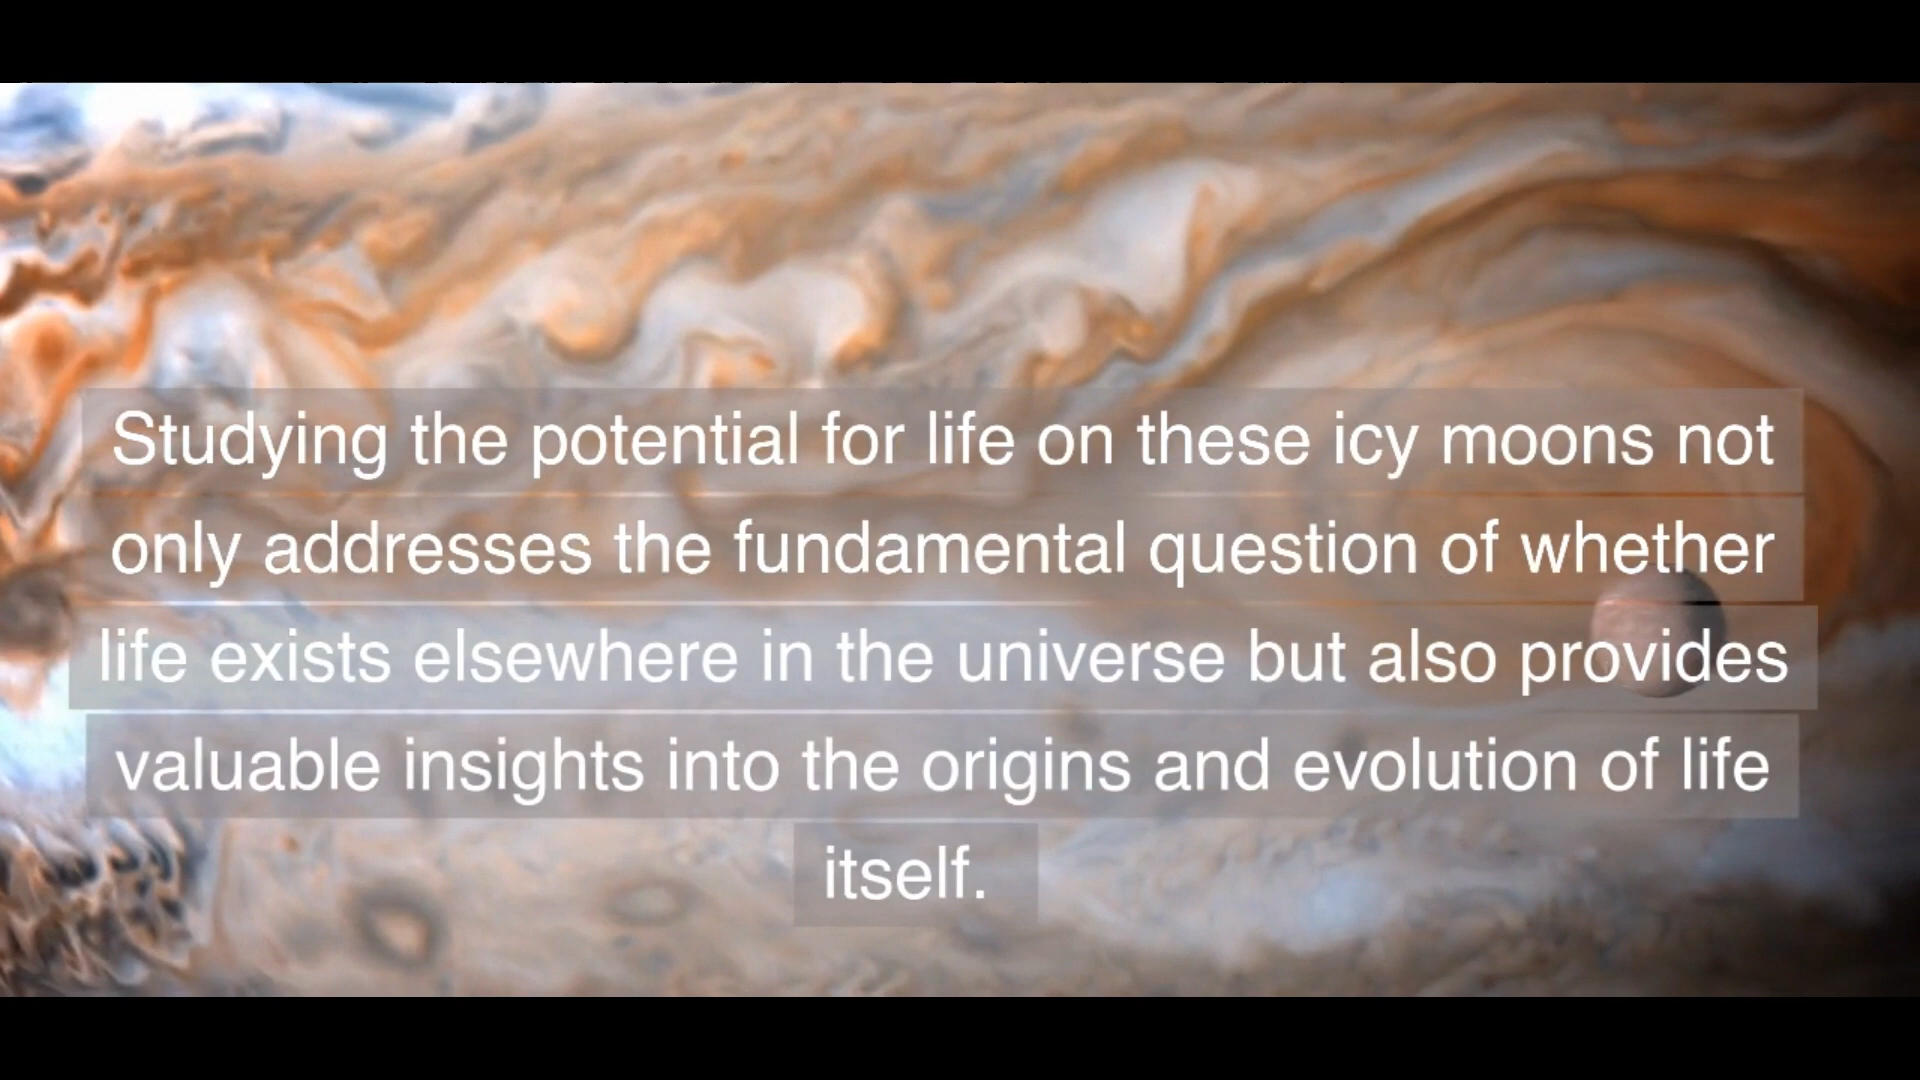 Studying the potential for life on these icy moons not
only addresses the fundamental question of whether
life exists elsewhere in the universe but also provides
valuable insights into the origins and evolution of life
itself.